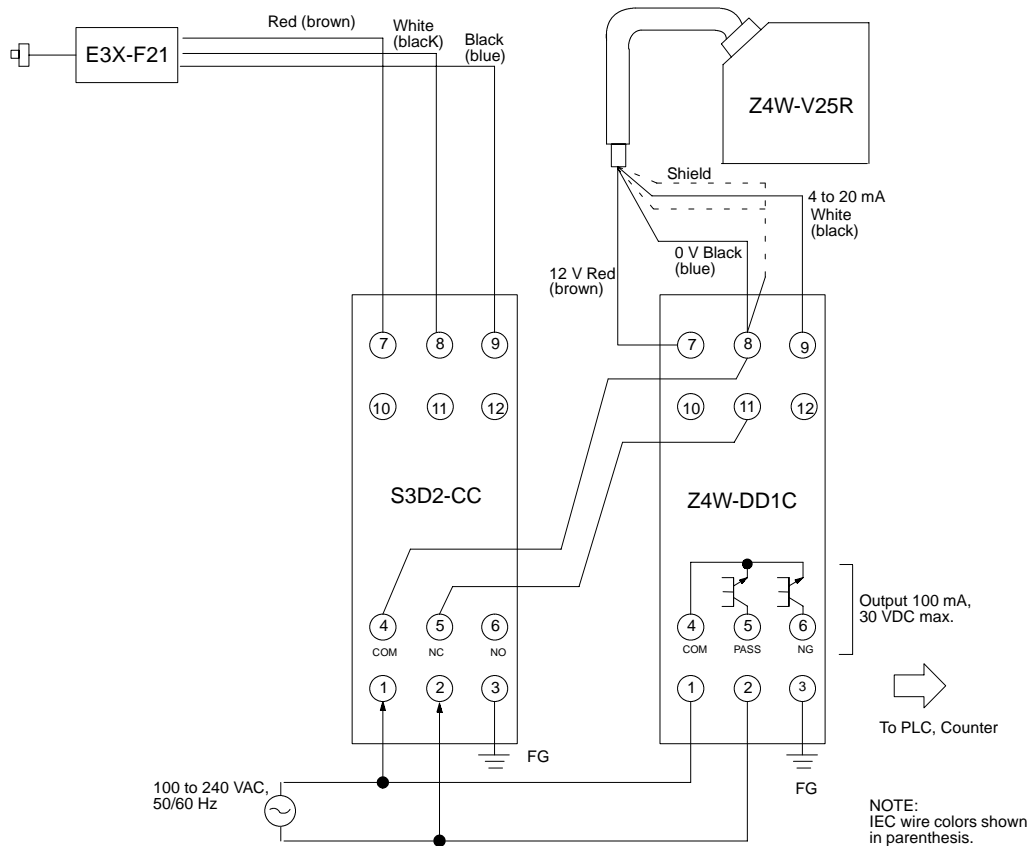 Red (brown)
White
(blacK)
Black
(blue)
E3X-F21
Z4W-V25R
Shield
4 to 20 mA
White
(black)
0 V Black
(blue)
12 V Red
(brown)
7 8 9
10 11 12
S3D2-CC
4 5 6
COM NC NO
1 2 3
FG
7 8 9
10 11 12
Z4W-DD1C
4 5 6
COM PASS NG
1 2 3
FG
Output 100 mA,
30 VDC max.
To PLC, Counter
100 to 240 VAC,
50/60 Hz
NOTE:
IEC wire colors shown
in parenthesis.